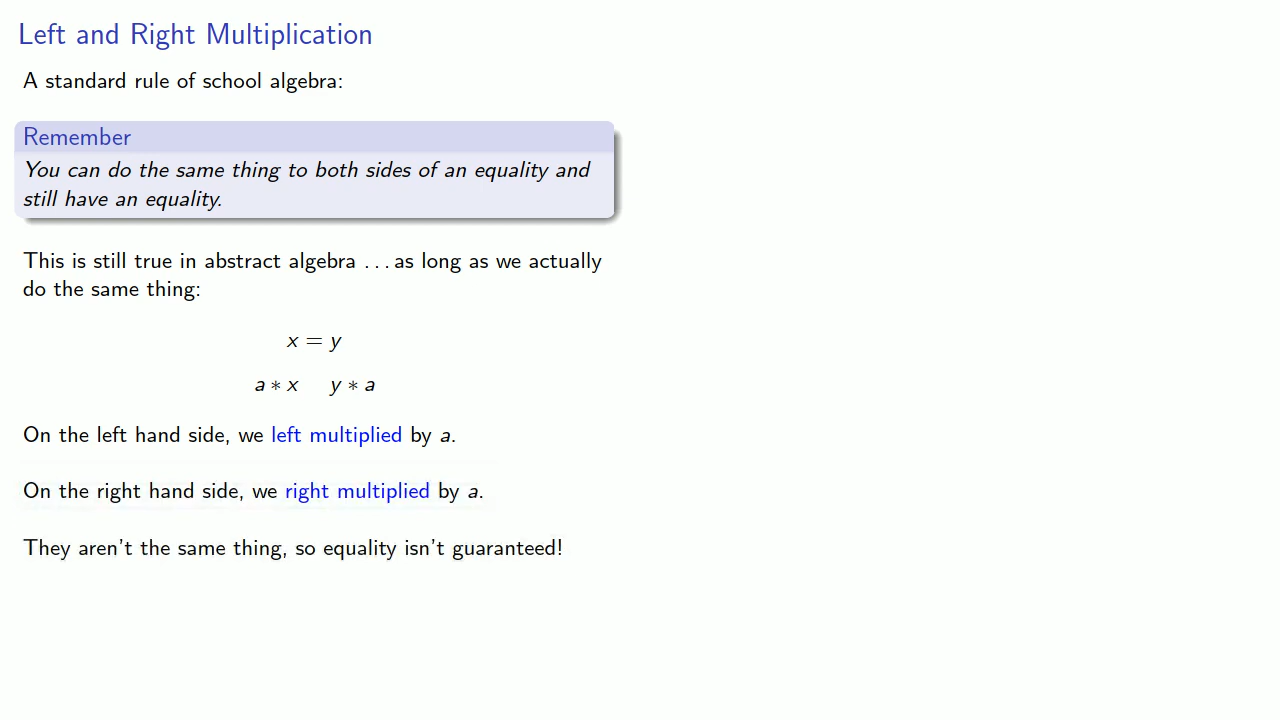 Left and Right Multiplication
A standard rule of school algebra:
Remember
You can do the same thing to both sides of an equality and
still have an equality.
This is still true in abstract algebra ...as long as we actually
do the same thing:
x = y
a ∗ x y ∗ a
On the left hand side, we left multiplied by a.
On the right hand side, we right multiplied by a.
They aren't the same thing, so equality isn't guaranteed!